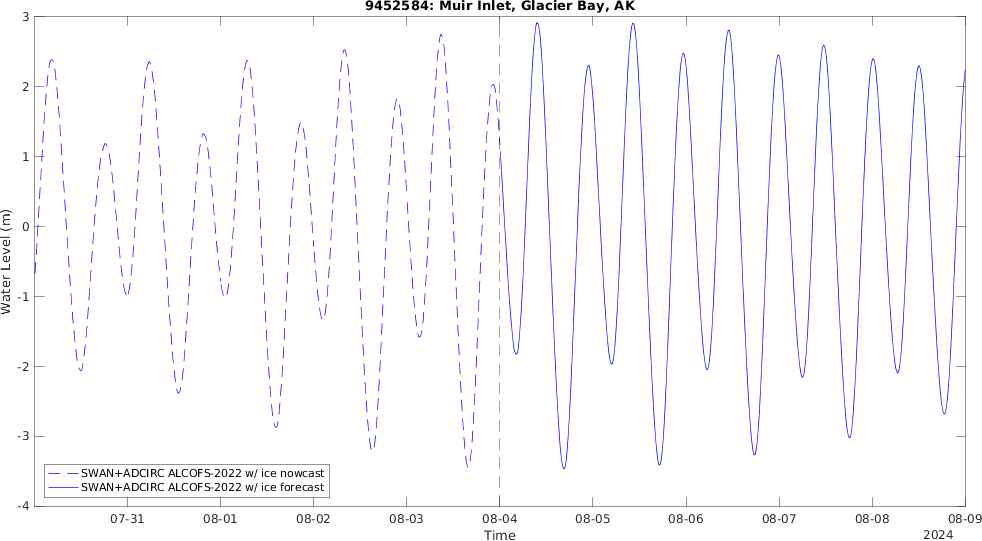 9452584: Muir Inlet, Glacier Bay, AK
3
2
1
0
-1
-2
-3
-4
Water Level (m)
SWAN+ADCIRC ALCOFS-2022 w/ ice nowcast
SWAN+ADCIRC ALCOFS-2022 w/ ice forecast
07-31 08-01 08-02 08-03 08-04 08-05 08-06 08-07 08-08 08-09
Time
2024